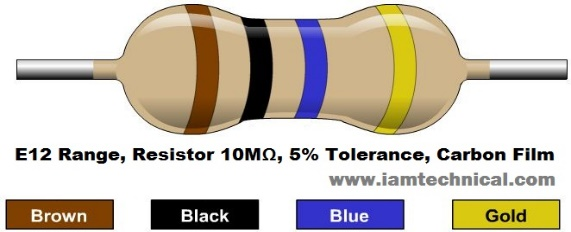 E12 Range, Resistor 10MΩ, 5% Tolerance, Carbon Film
www.iamtechnical.com
Brown Black Blue Gold